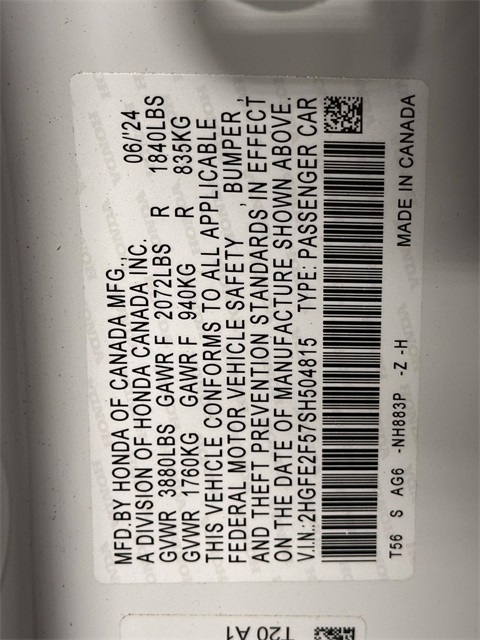 MFD.BY HONDA OF CANADA MFG., 06/'24
A DIVISION OF HONDA CANADA INC.
GVWR 3880LBS GAWR F 2072LBS R 1840LBS
GVWR 1760KG GAWR F 940KG R 835KG
THIS VEHICLE CONFORMS TO ALL APPLICABLE
FEDERAL MOTOR VEHICLE SAFETY , BUMPER ,
AND THEFT PREVENTION STANDARDS IN EFFECT
ON THE DATE OF MANUFACTURE SHOWN ABOVE.
V.I.N.:2HGFE2F57SH504815 TYPE: PASSENGER CAR
T56 S AG6 -NH883P -Z -H MADE IN CANADA
T20 A1